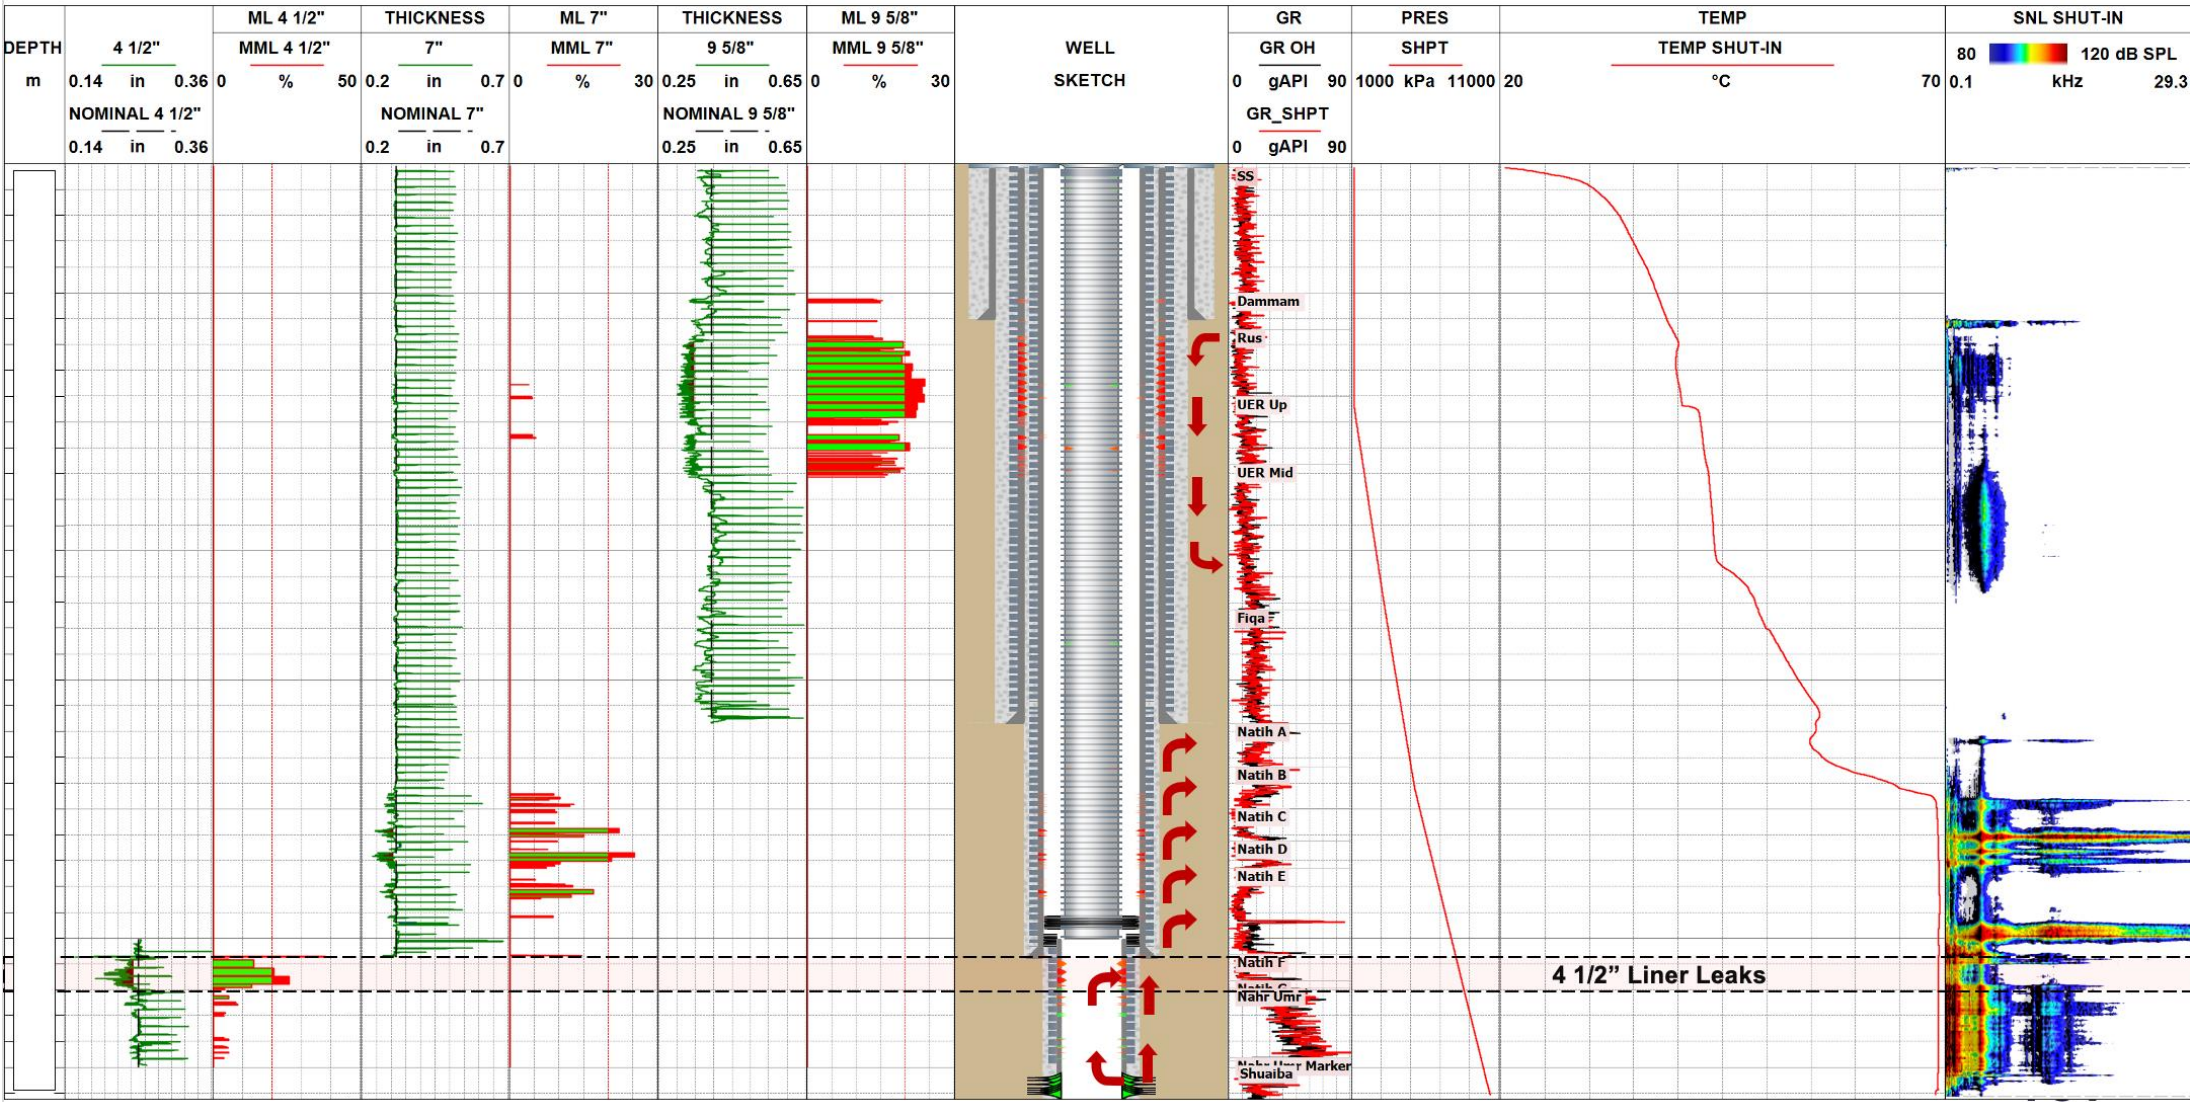 ML 4 1/2" THICKNESS ML 7" THICKNESS ML 9 5/8" GR PRES TEMP SNL SHUT-IN
DEPTH 4 1/2" MML 4 1/2" 7" MML 7" 9 5/8" MML 9 5/8" WELL GR OH SHPT TEMP SHUT-IN 80 120 dB SPL
m 0.14 in 0.36 0 % 50 0.2 in 0.7 0 % 30 0.25 in 0.65 0 % 30 SKETCH 0 gAPI 90 1000 kPa 11000 20 °C 70 0.1 kHz 29.3
NOMINAL 4 1/2" NOMINAL 7" NOMINAL 9 5/8" GR_SHPT
0.14 in 0.36 0.2 in 0.7 0.25 in 0.65 0 gAPI 90
SS
Dammam
Rus
UER Up
UER Mid
Fiqa
Natih A
Natih B
Natih C
Natih D
Natih E
Natih F
4 1/2” Liner Leaks
Nahr Umr
Nahr Umr Marker
Shuaiba